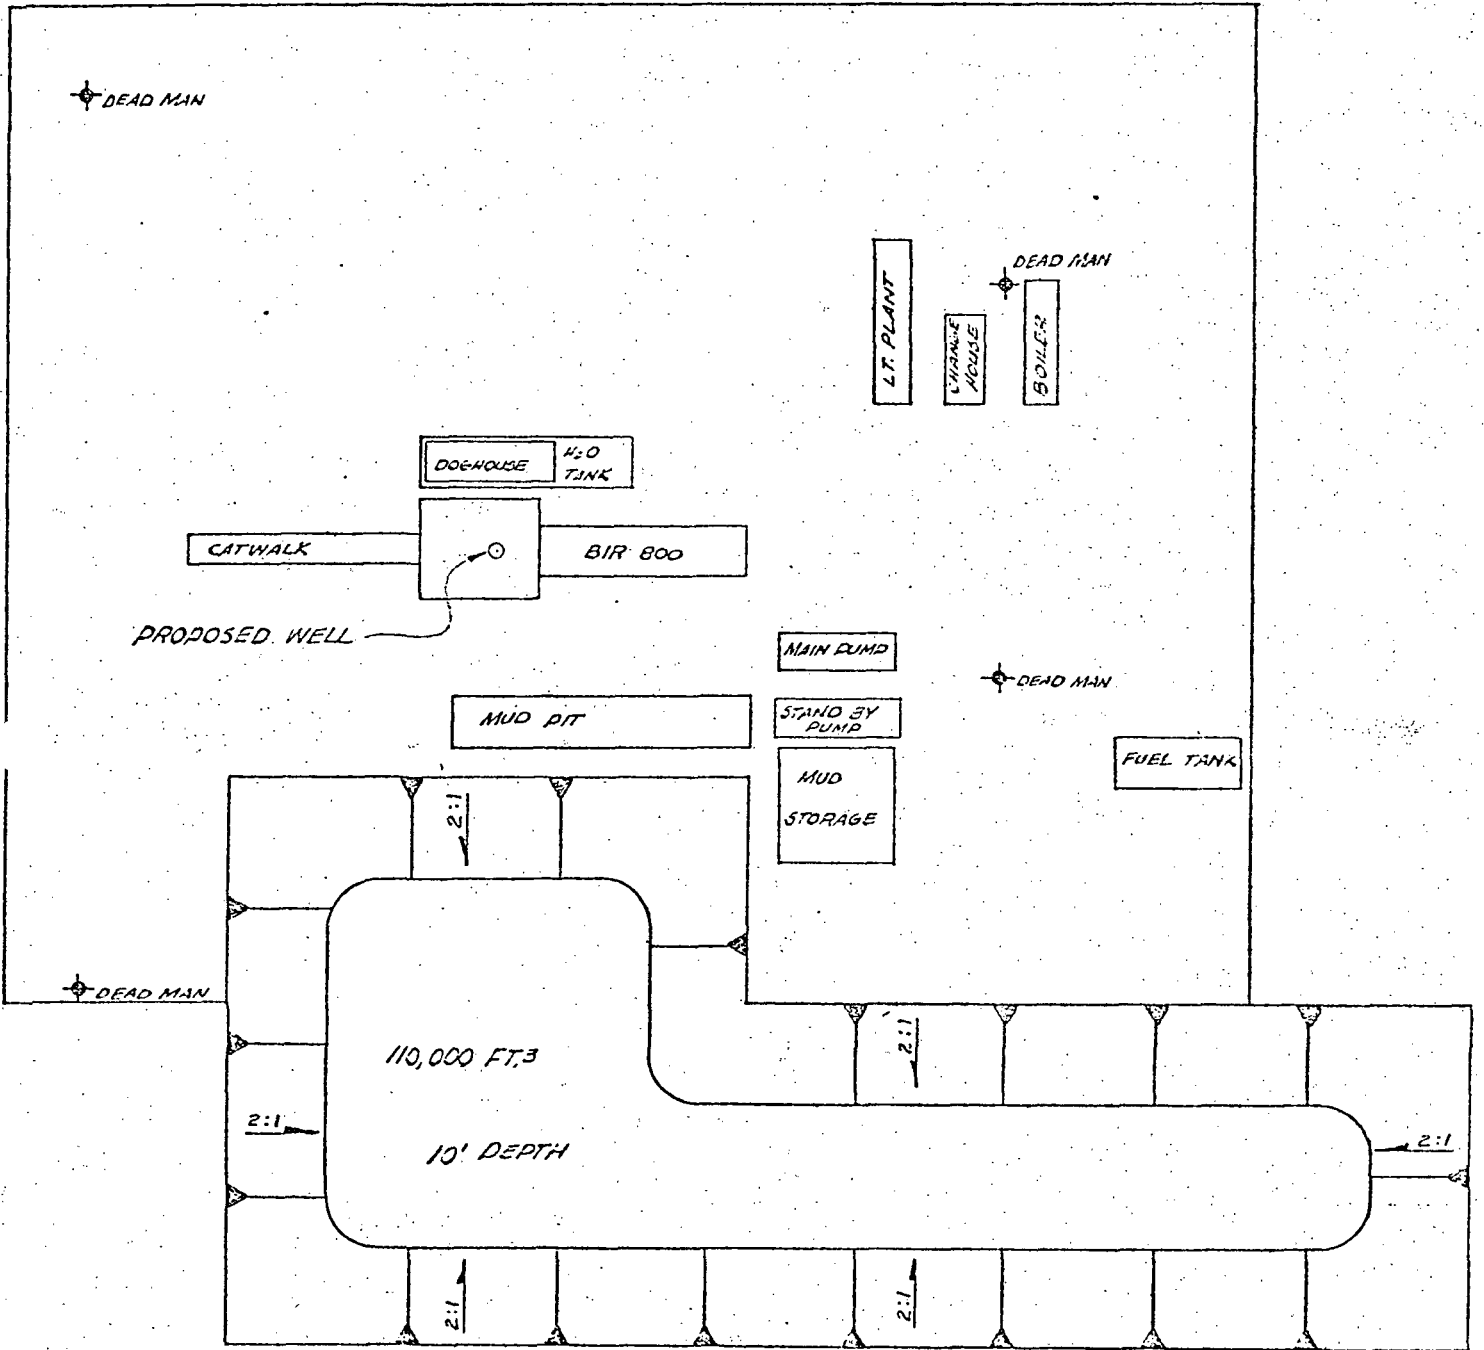 DEAD MAN
DEAD MAN
LT. PLANT
CHANGE
HOUSE
BOILER
DOGHOUSE
H2O
TANK
CATWALK
BIR 800
PROPOSED WELL
MAIN PUMP
DEAD MAN
MUD PIT
STAND BY
PUMP
FUEL TANK
MUD
STORAGE
2:1
DEAD MAN
2:1
110,000 FT.3
2:1
10' DEPTH
2:1
2:1
2:1